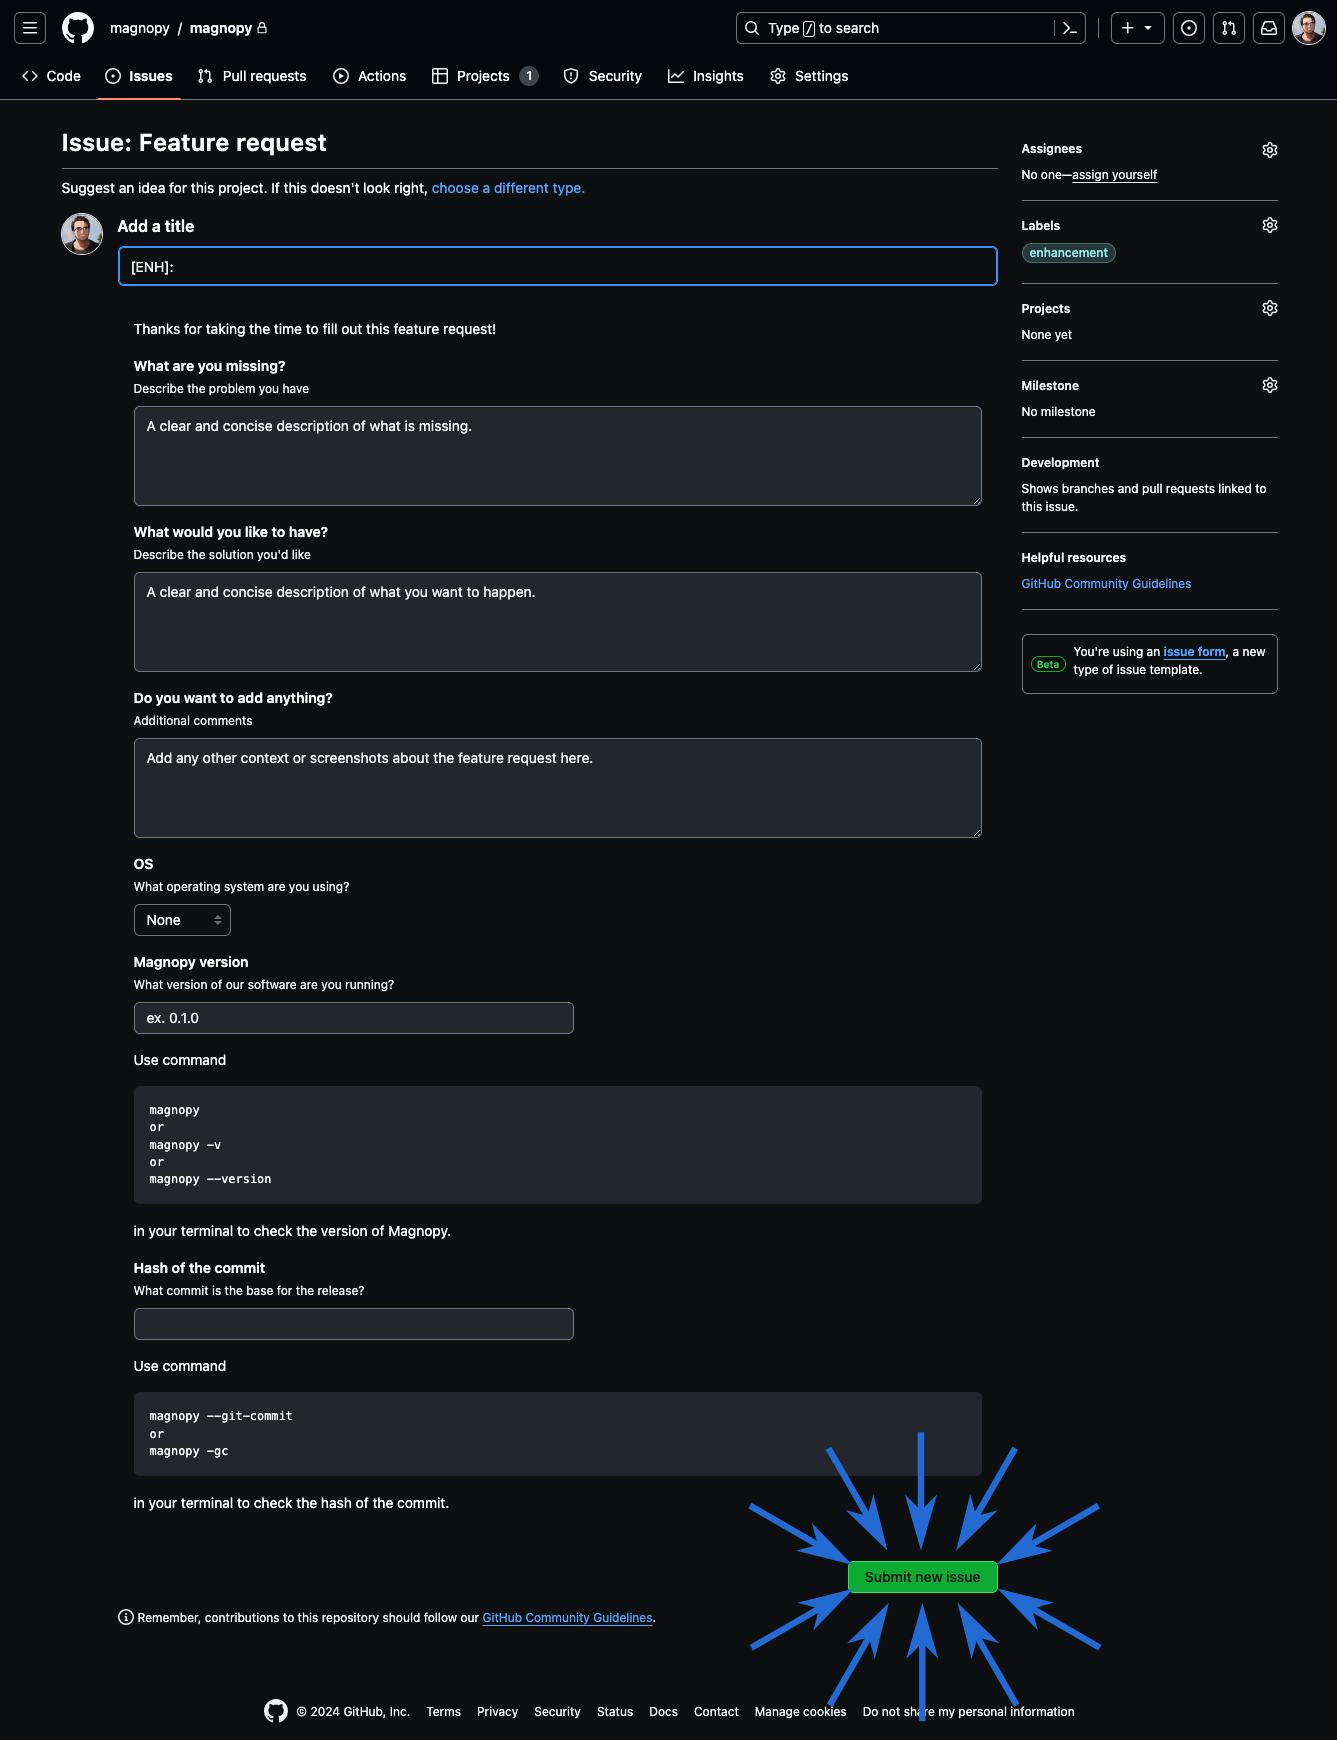 magnopy / magnopy
Type / to search
Code
Issues
Pull requests
Actions
Projects 1
Security
Insights
Settings
Issue: Feature request
Suggest an idea for this project. If this doesn't look right, choose a different type.
Add a title
[ENH]:
Thanks for taking the time to fill out this feature request!
What are you missing?
Describe the problem you have
A clear and concise description of what is missing.
What would you like to have?
Describe the solution you'd like
A clear and concise description of what you want to happen.
Do you want to add anything?
Additional comments
Add any other context or screenshots about the feature request here.
OS
What operating system are you using?
None
Magnopy version
What version of our software are you running?
ex. 0.1.0
Use command
magnopy
or
magnopy -v
or
magnopy --version
in your terminal to check the version of Magnopy.
Hash of the commit
What commit is the base for the release?
Use command
magnopy --git-commit
or
magnopy -gc
in your terminal to check the hash of the commit.
Submit new issue
Remember, contributions to this repository should follow our GitHub Community Guidelines.
Assignees
No one—assign yourself
Labels
enhancement
Projects
None yet
Milestone
No milestone
Development
Shows branches and pull requests linked to
this issue.
Helpful resources
GitHub Community Guidelines
Beta
You're using an issue form, a new
type of issue template.
© 2024 GitHub, Inc.
Terms
Privacy
Security
Status
Docs
Contact
Manage cookies
Do not share my personal information